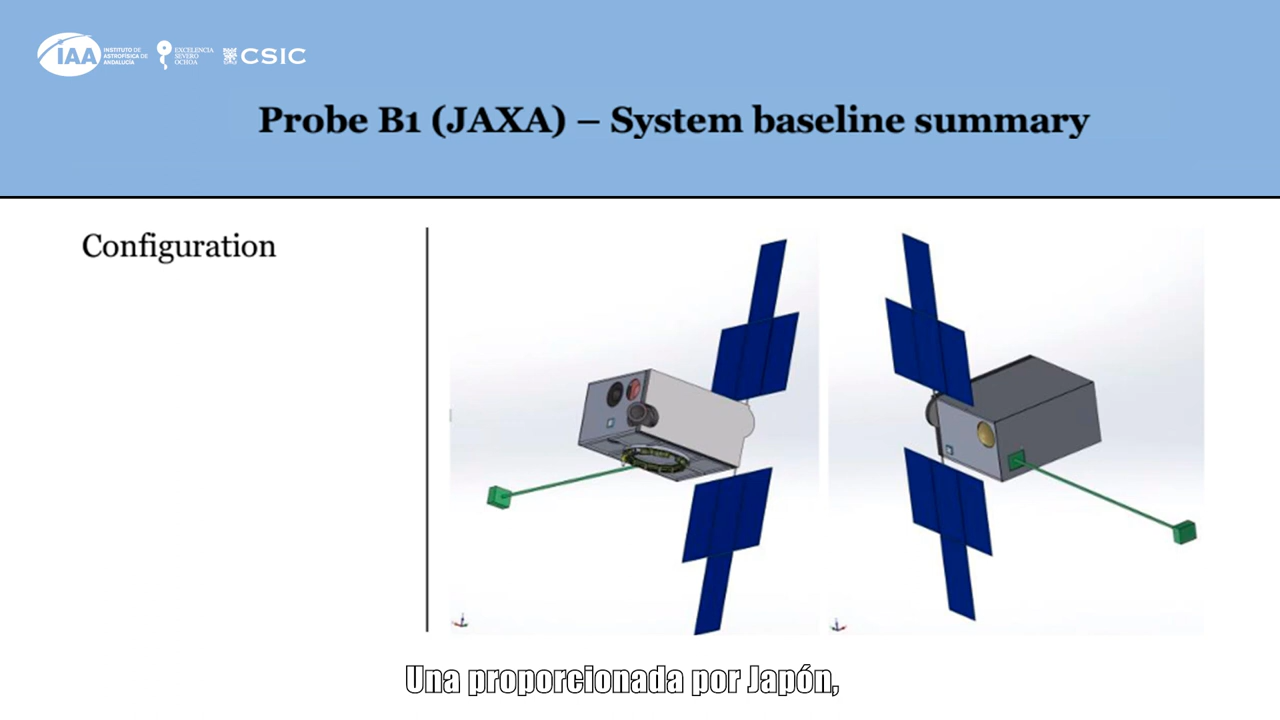 IAA
INSTITUTO DE
ASTROFÍSICA DE
ANDALUCÍA
EXCELENCIA
SEVERO
OCHOA
CSIC
Probe B1 (JAXA) – System baseline summary
Configuration
Una proporcionada por Japón,